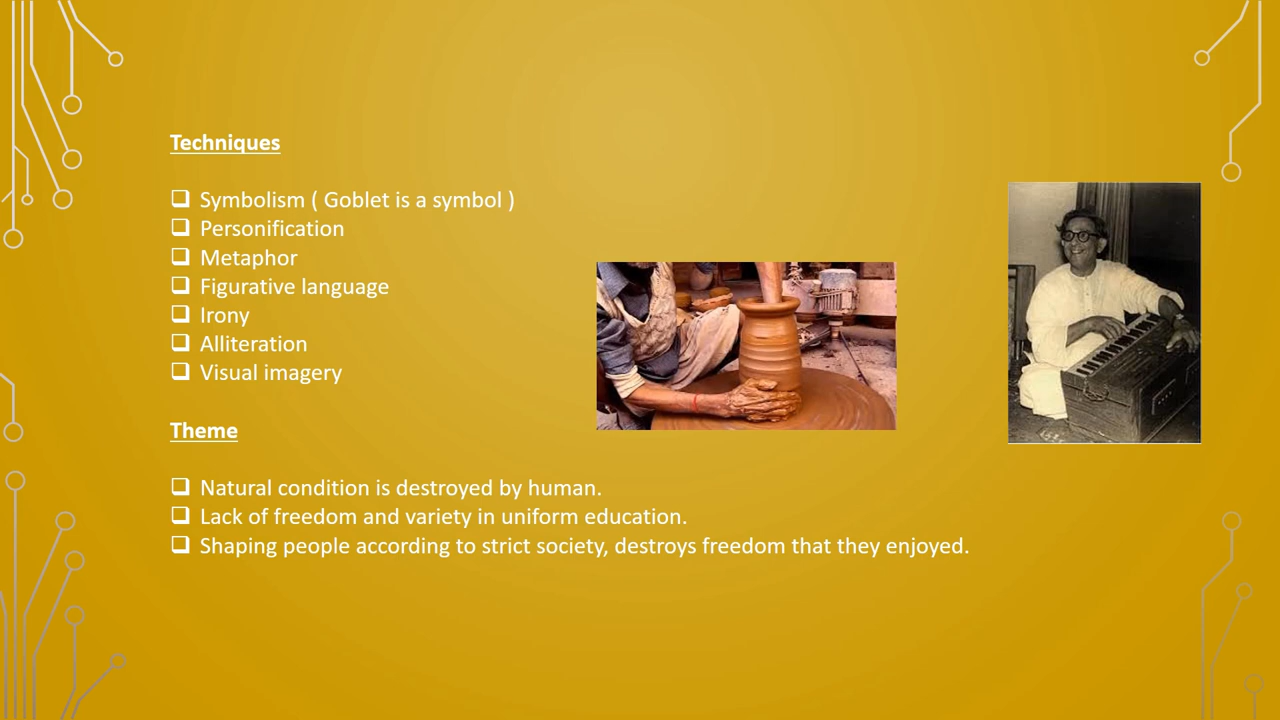 Techniques
❑ Symbolism ( Goblet is a symbol )
❑ Personification
❑ Metaphor
❑ Figurative language
❑ Irony
❑ Alliteration
❑ Visual imagery
Theme
❑ Natural condition is destroyed by human.
❑ Lack of freedom and variety in uniform education.
❑ Shaping people according to strict society, destroys freedom that they enjoyed.